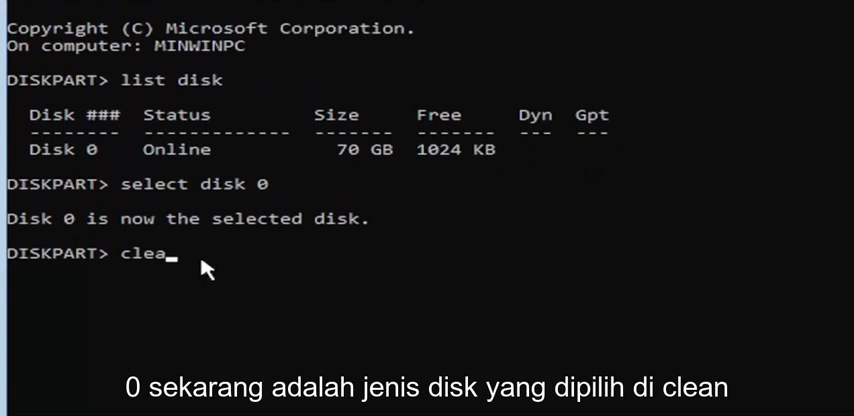 Copyright (C) Microsoft Corporation.
On computer: MINWINPC
DISKPART> list disk
Disk ### Status Size Free Dyn Gpt
-------- ------------- ------- ------- --- ---
Disk 0 Online 70 GB 1024 KB
DISKPART> select disk 0
Disk 0 is now the selected disk.
DISKPART> clea_
0 sekarang adalah jenis disk yang dipilih di clean